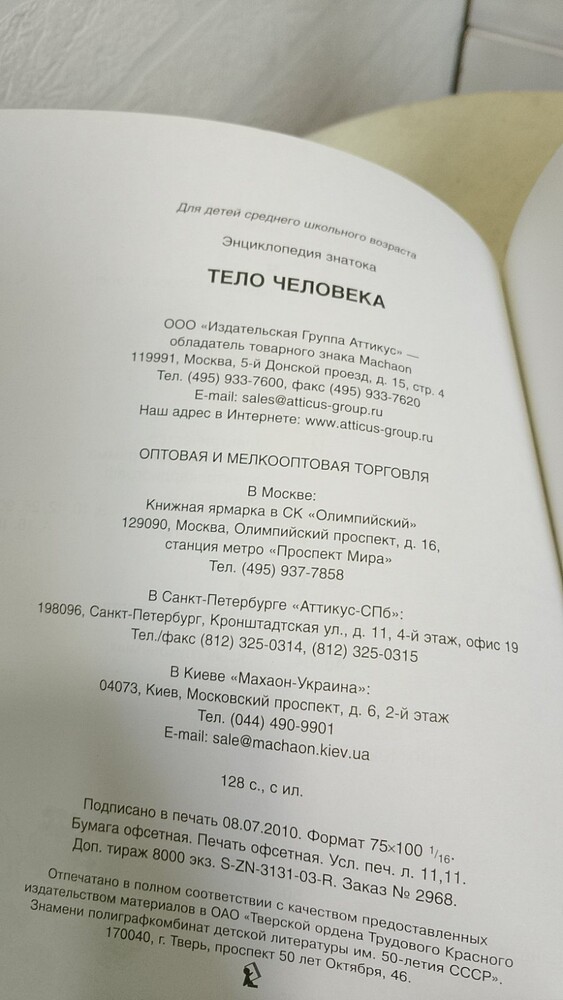 Для детей среднего школьного возраста
Энциклопедия знатока
ТЕЛО ЧЕЛОВЕКА
ООО «Издательская Группа Аттикус» —
обладатель товарного знака Machaon
119991, Москва, 5-й Донской проезд, д. 15, стр. 4
Тел. (495) 933-7600, факс (495) 933-7620
E-mail: sales@atticus-group.ru
Наш адрес в Интернете: www.atticus-group.ru
ОПТОВАЯ И МЕЛКООПТОВАЯ ТОРГОВЛЯ
В Москве:
Книжная ярмарка в СК «Олимпийский»
129090, Москва, Олимпийский проспект, д. 16,
станция метро «Проспект Мира»
Тел. (495) 937-7858
В Санкт-Петербурге «Аттикус-СПб»:
198096, Санкт-Петербург, Кронштадтская ул., д. 11, 4-й этаж, офис 19
Тел./факс (812) 325-0314, (812) 325-0315
В Киеве «Махаон-Украина»:
04073, Киев, Московский проспект, д. 6, 2-й этаж
Тел. (044) 490-9901
E-mail: sale@machaon.kiev.ua
128 с., с ил.
Подписано в печать 08.07.2010. Формат 75×100 1/16.
Бумага офсетная. Печать офсетная. Усл. печ. л. 11,11.
Доп. тираж 8000 экз. S-ZN-3131-03-R. Заказ № 2968.
Отпечатано в полном соответствии с качеством предоставленных
издательством материалов в ОАО «Тверской ордена Трудового Красного
Знамени полиграфкомбинат детской литературы им. 50-летия СССР».
170040, г. Тверь, проспект 50 лет Октября, 46.